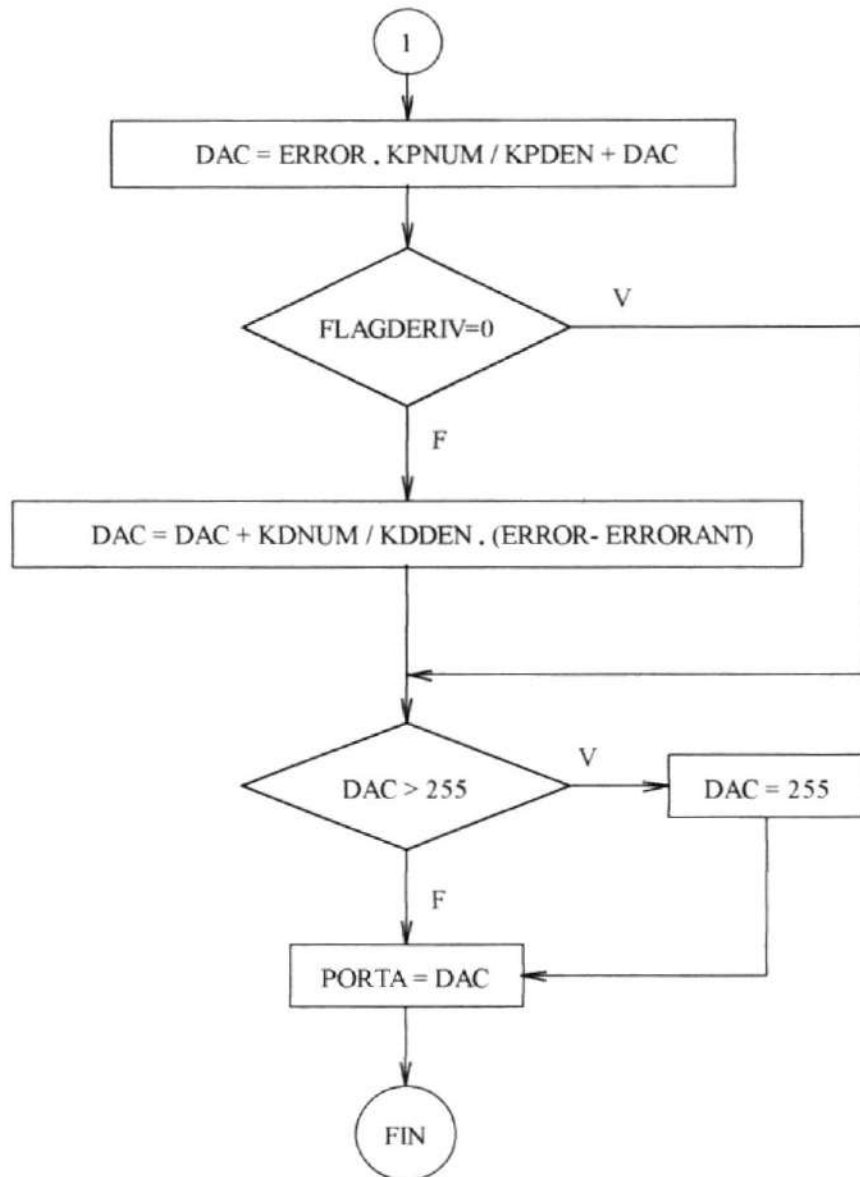 1
DAC = ERROR . KPNUM / KPDEN + DAC
V
FLAGDERIV=0
F
DAC = DAC + KDNUM / KDDEN . (ERROR- ERRORANT)
V
DAC > 255
DAC = 255
F
PORTA = DAC
FIN